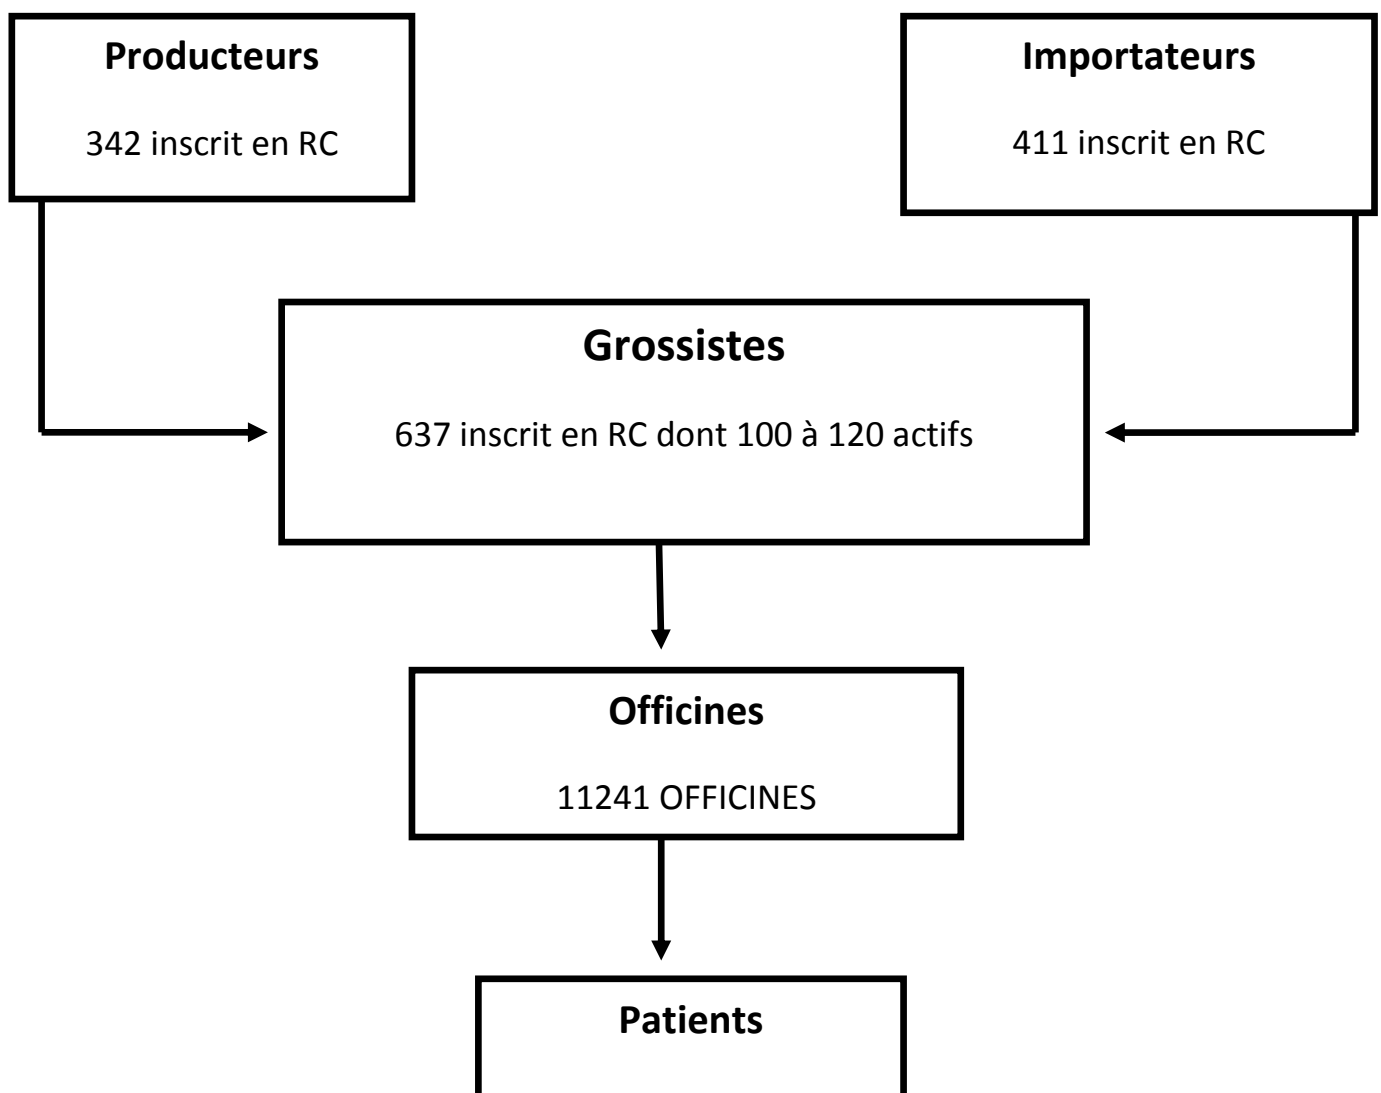 Producteurs
342 inscrit en RC
Importateurs
411 inscrit en RC
Grossistes
637 inscrit en RC dont 100 à 120 actifs
Officines
11241 OFFICINES
Patients